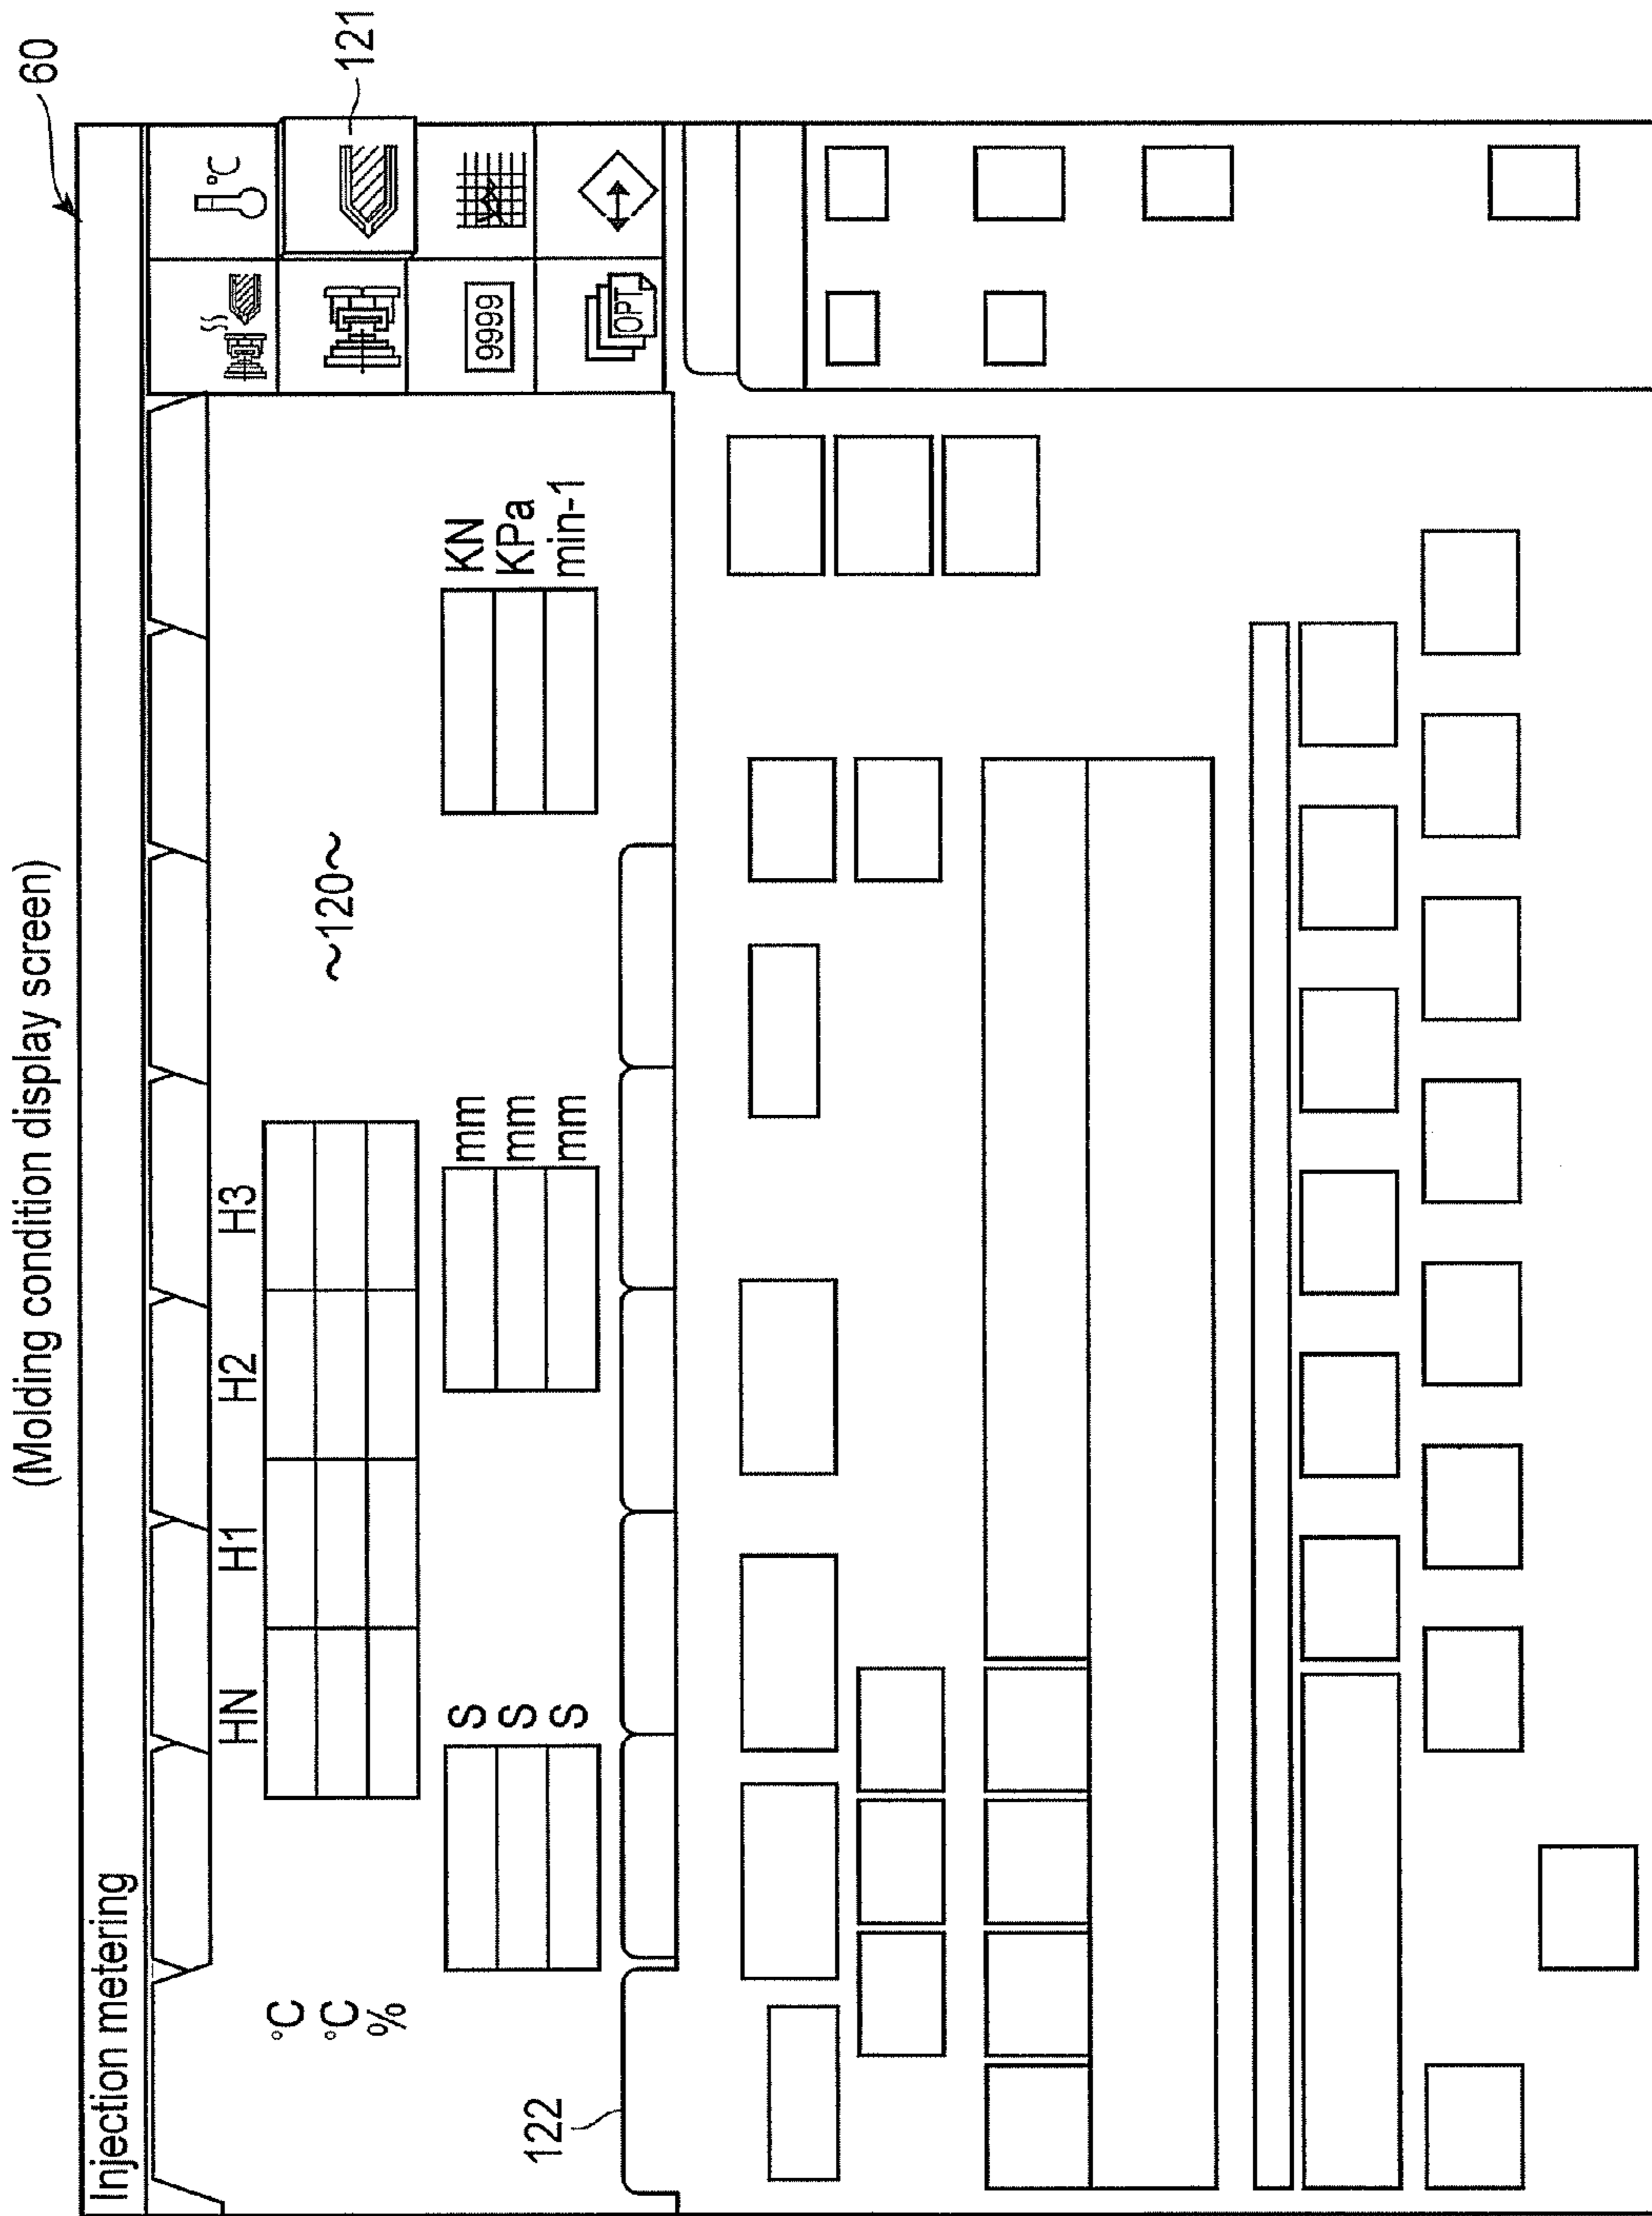 (Molding condition display screen)
60
Injection metering
HN H1 H2 H3
°C
°C
%
~120~
°C
121
S mm KN
S mm KPa
S mm min-1
9999
122
OPT